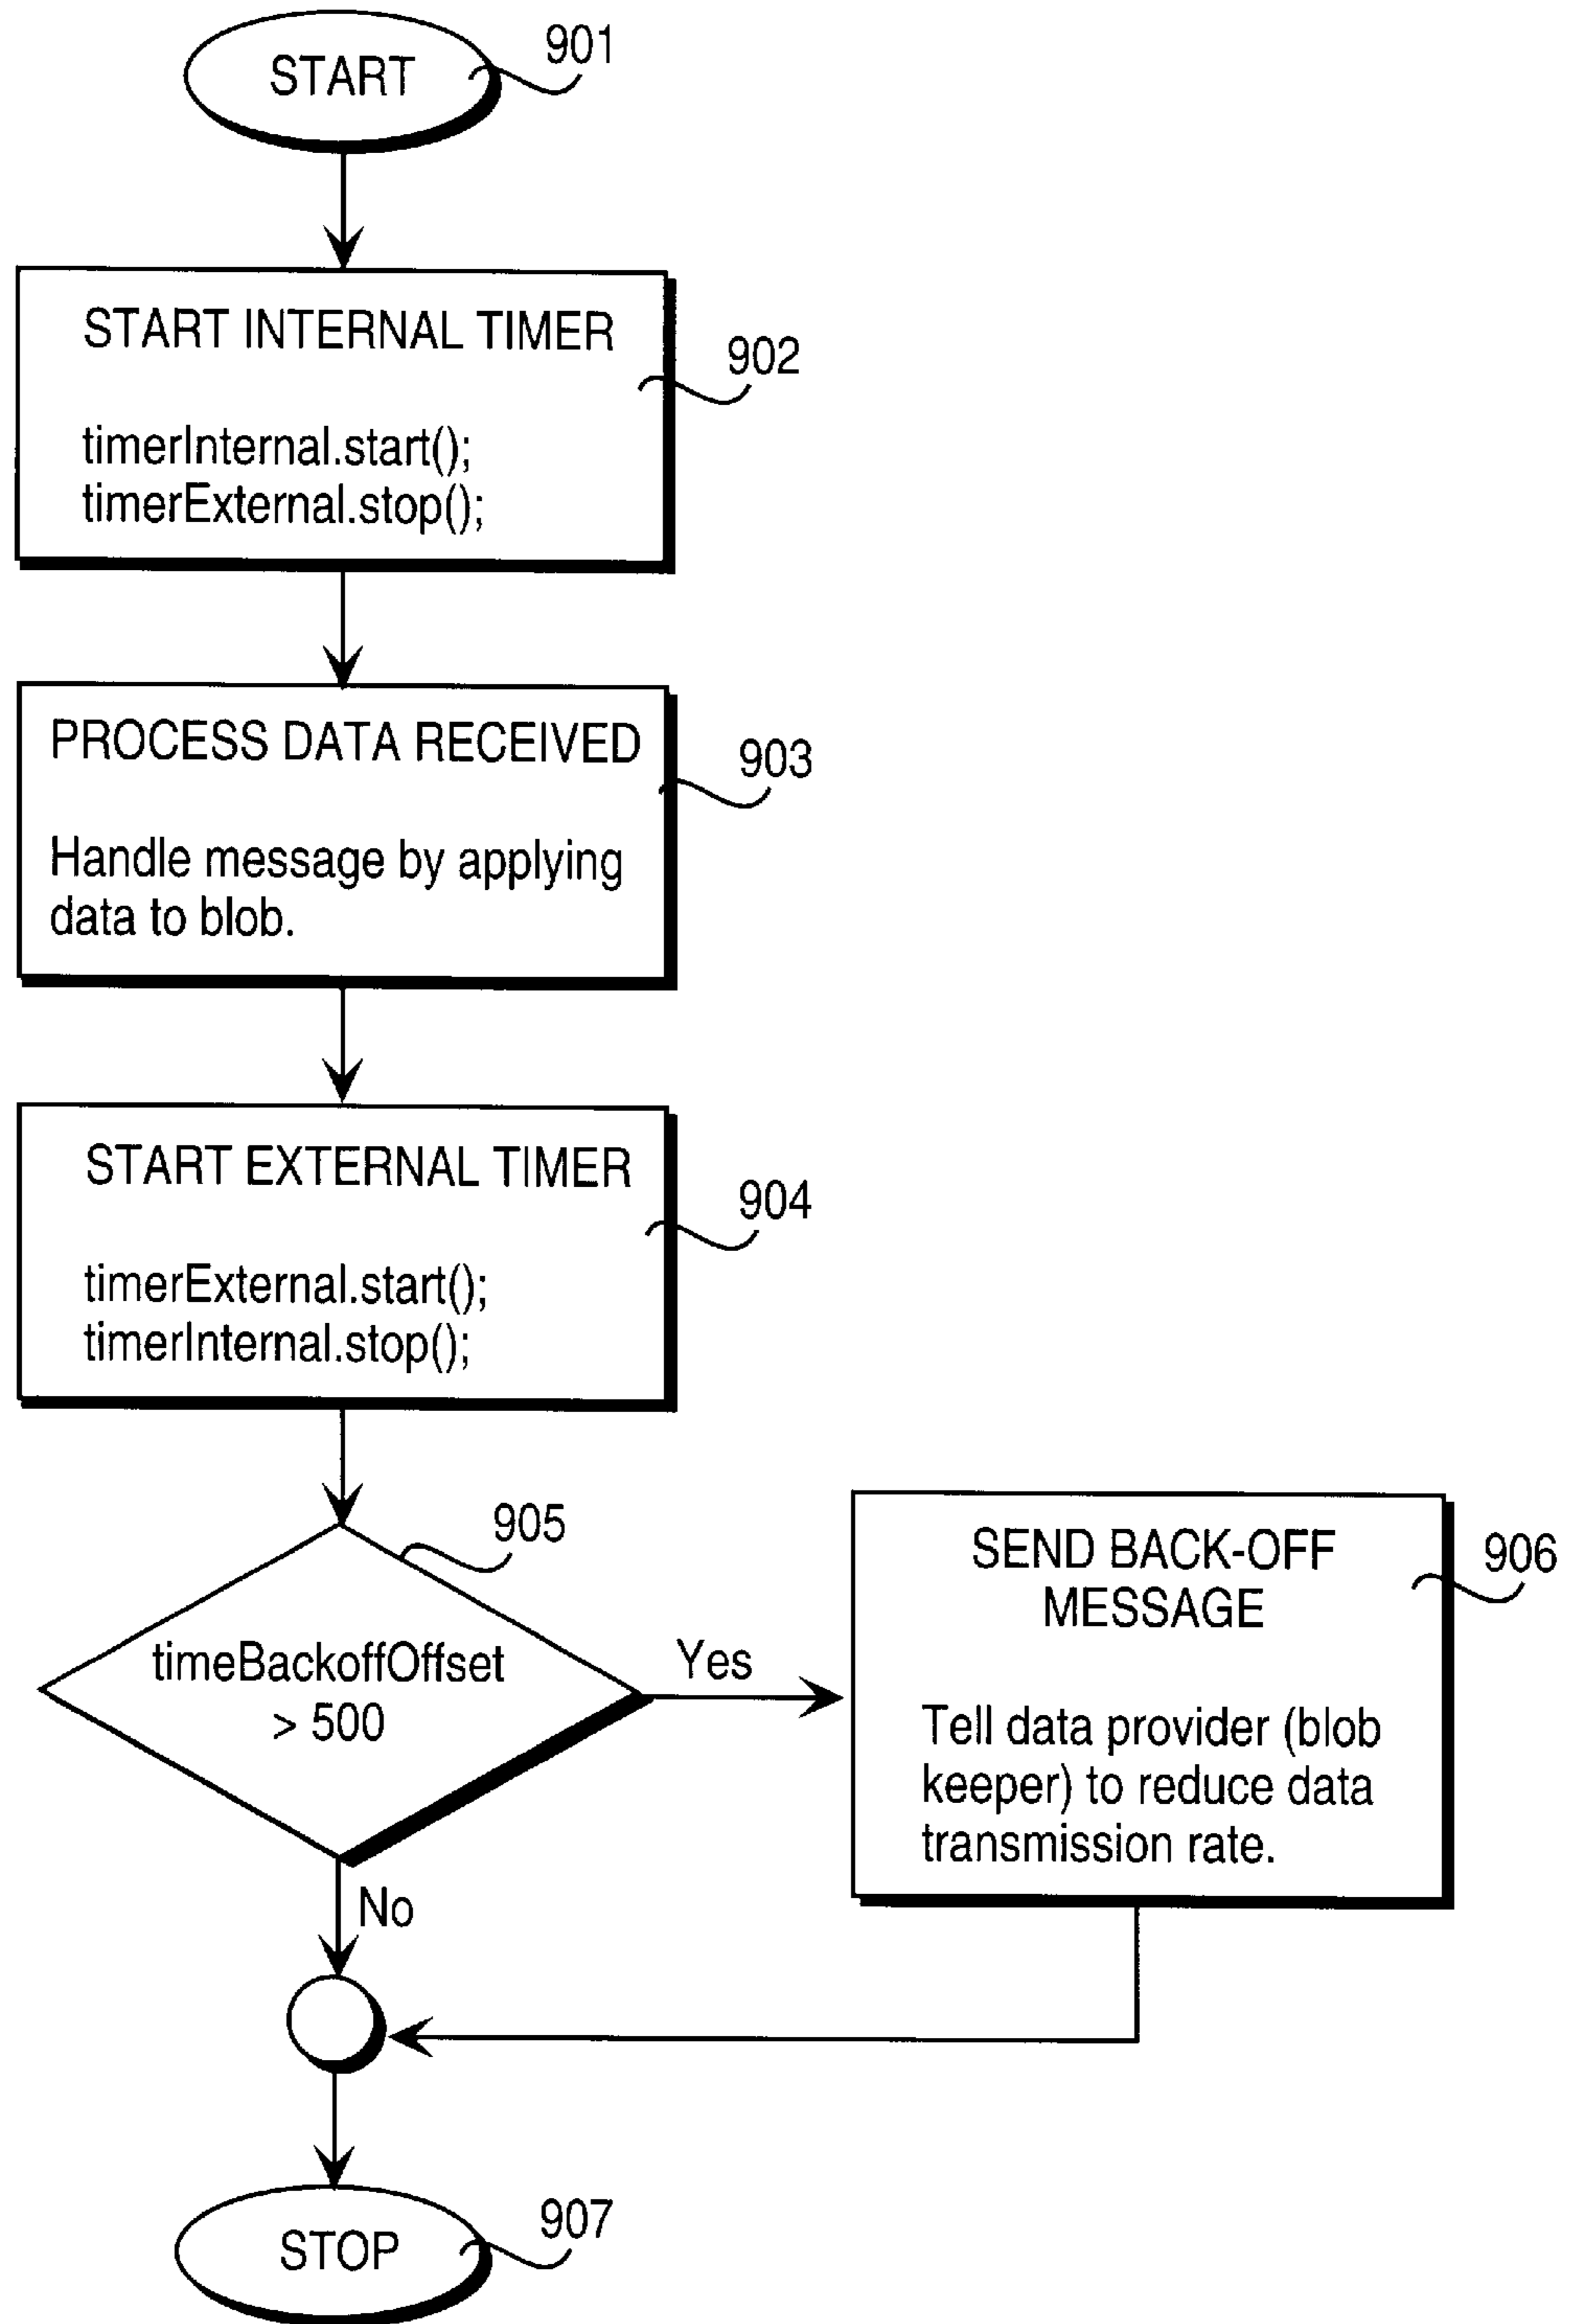 START
901
START INTERNAL TIMER
902
timerInternal.start();
timerExternal.stop();
PROCESS DATA RECEIVED
903
Handle message by applying
data to blob.
START EXTERNAL TIMER
904
timerExternal.start();
timerInternal.stop();
905
timeBackoffOffset
> 500
Yes
No
SEND BACK-OFF
MESSAGE
906
Tell data provider (blob
keeper) to reduce data
transmission rate.
STOP
907